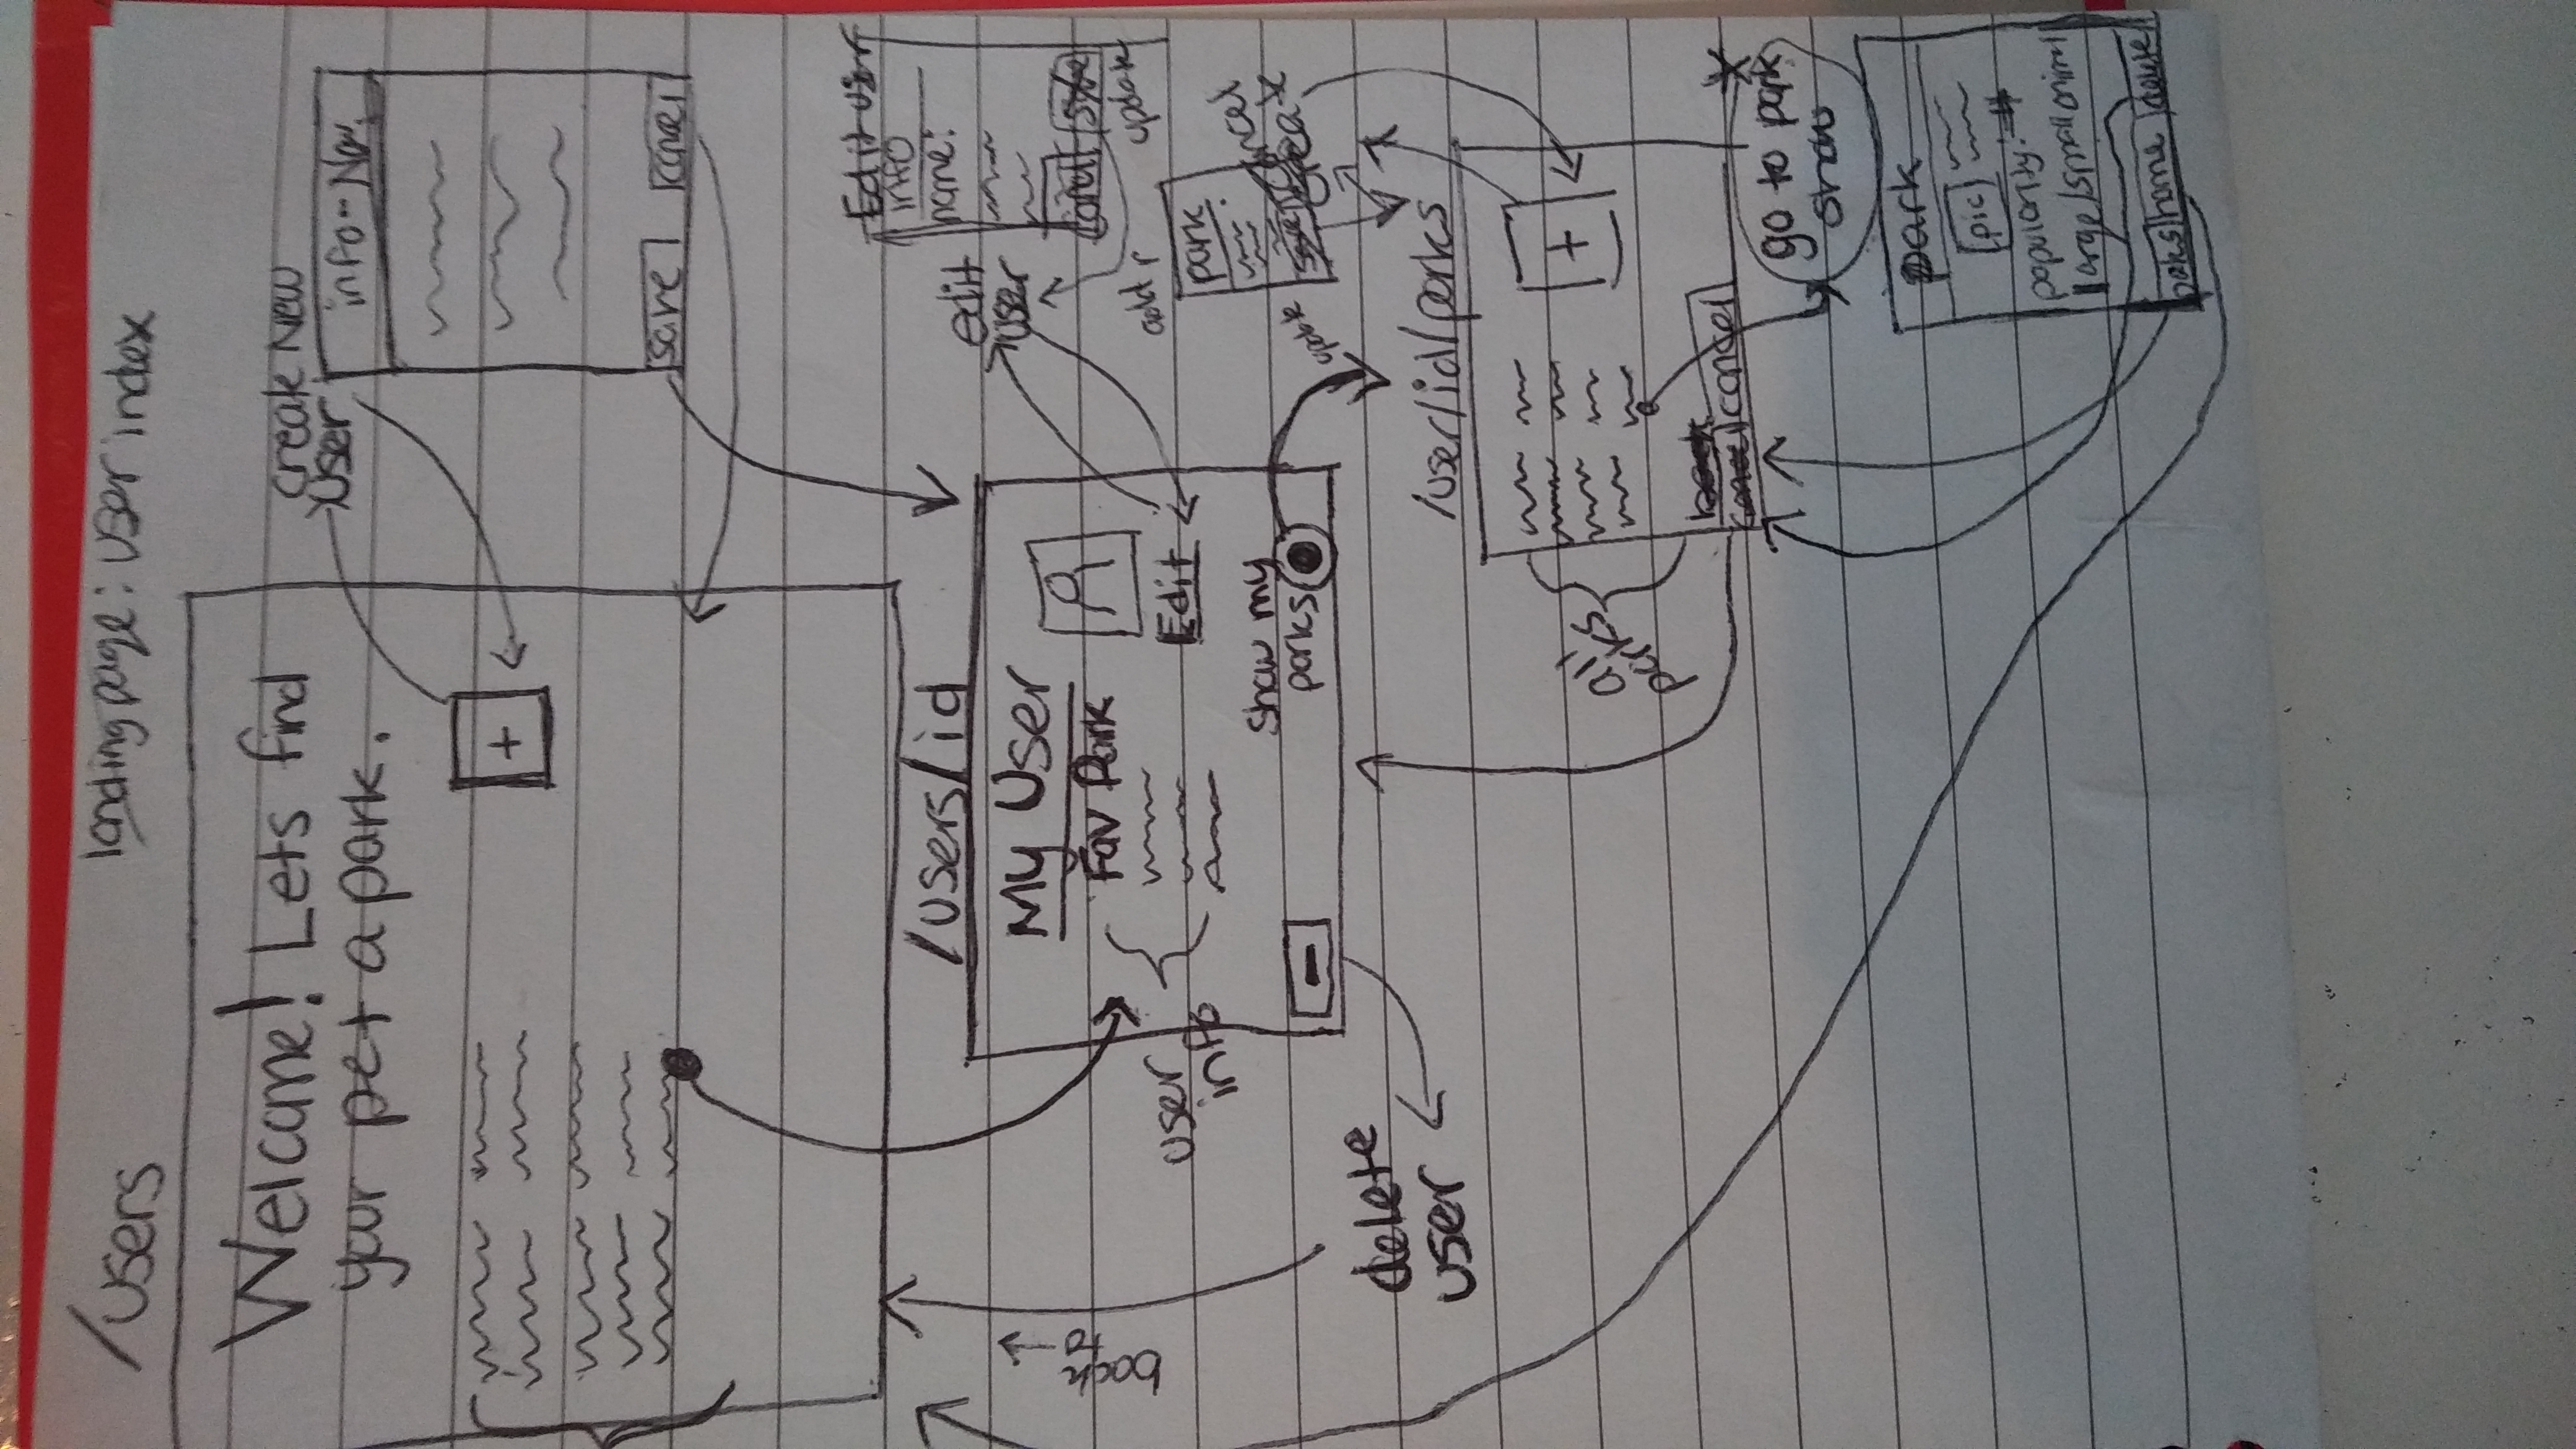 /users
landing page: user index
Welcome! Lets find
your pet a park.
+
create New
user
info
save
cancel
/users/id
My User
Fav Park
user
info
Edit
show my
parks
-
delete
user
back
to →
edit
user
Edit user
info
name:
cancel
save
update
add
park
cancel
create
update
/user/id/parks
all
parks
+
back
cancel
cancel
go to park
show
park
pic
popularity: #
large/small animal
home
delete